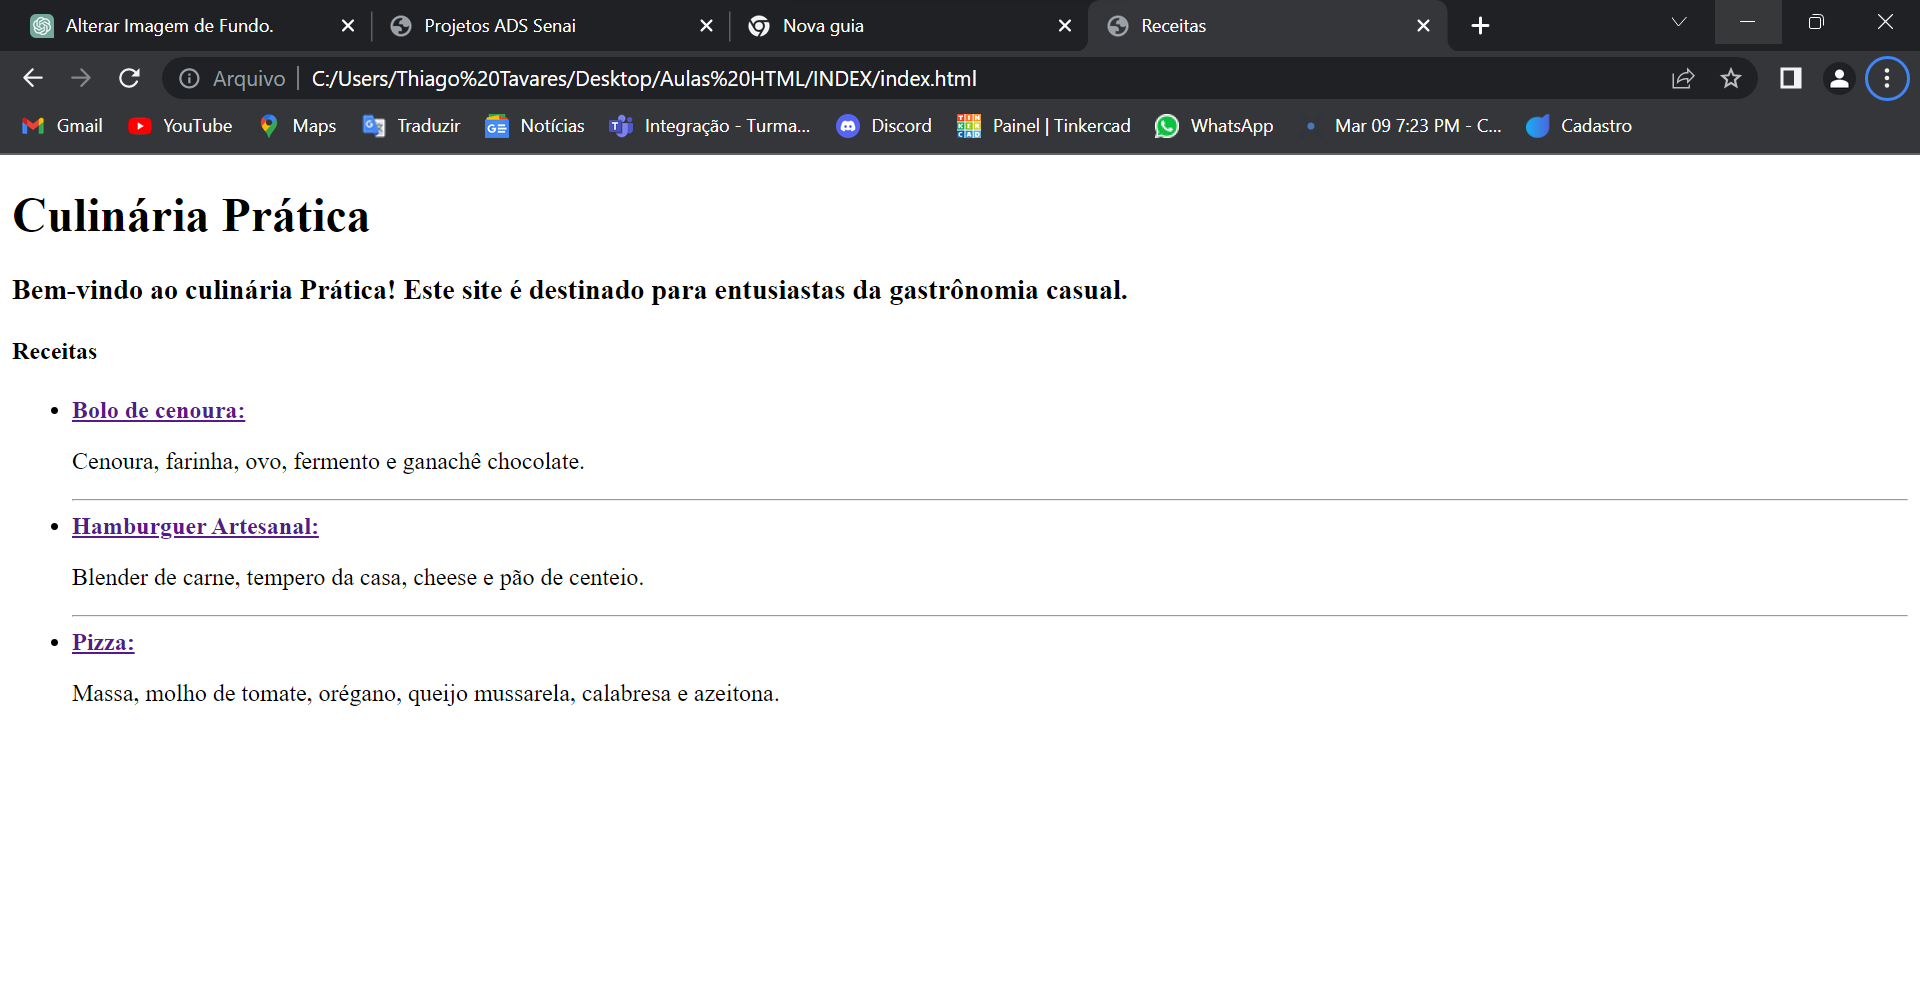 Alterar Imagem de Fundo.
Projetos ADS Senai
Nova guia
Receitas
Arquivo
C:/Users/Thiago%20Tavares/Desktop/Aulas%20HTML/INDEX/index.html
Gmail
YouTube
Maps
Traduzir
Notícias
Integração - Turma...
Discord
Painel | Tinkercad
WhatsApp
Mar 09 7:23 PM - C...
Cadastro
Culinária Prática
Bem-vindo ao culinária Prática! Este site é destinado para entusiastas da gastrônomia casual.
Receitas
Bolo de cenoura:
Cenoura, farinha, ovo, fermento e ganachê chocolate.
Hamburguer Artesanal:
Blender de carne, tempero da casa, cheese e pão de centeio.
Pizza:
Massa, molho de tomate, orégano, queijo mussarela, calabresa e azeitona.